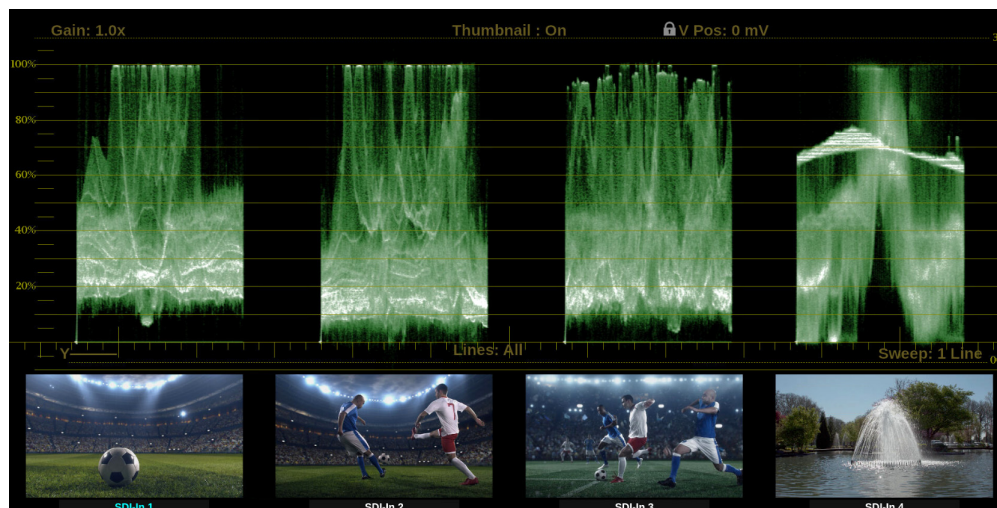 Gain: 1.0x Thumbnail : On V Pos: 0 mV
100%
80%
60%
40%
20%
Y Lines: All Sweep: 1 Line
7
SDI-In 1 SDI-In 2 SDI-In 3 SDI-In 4